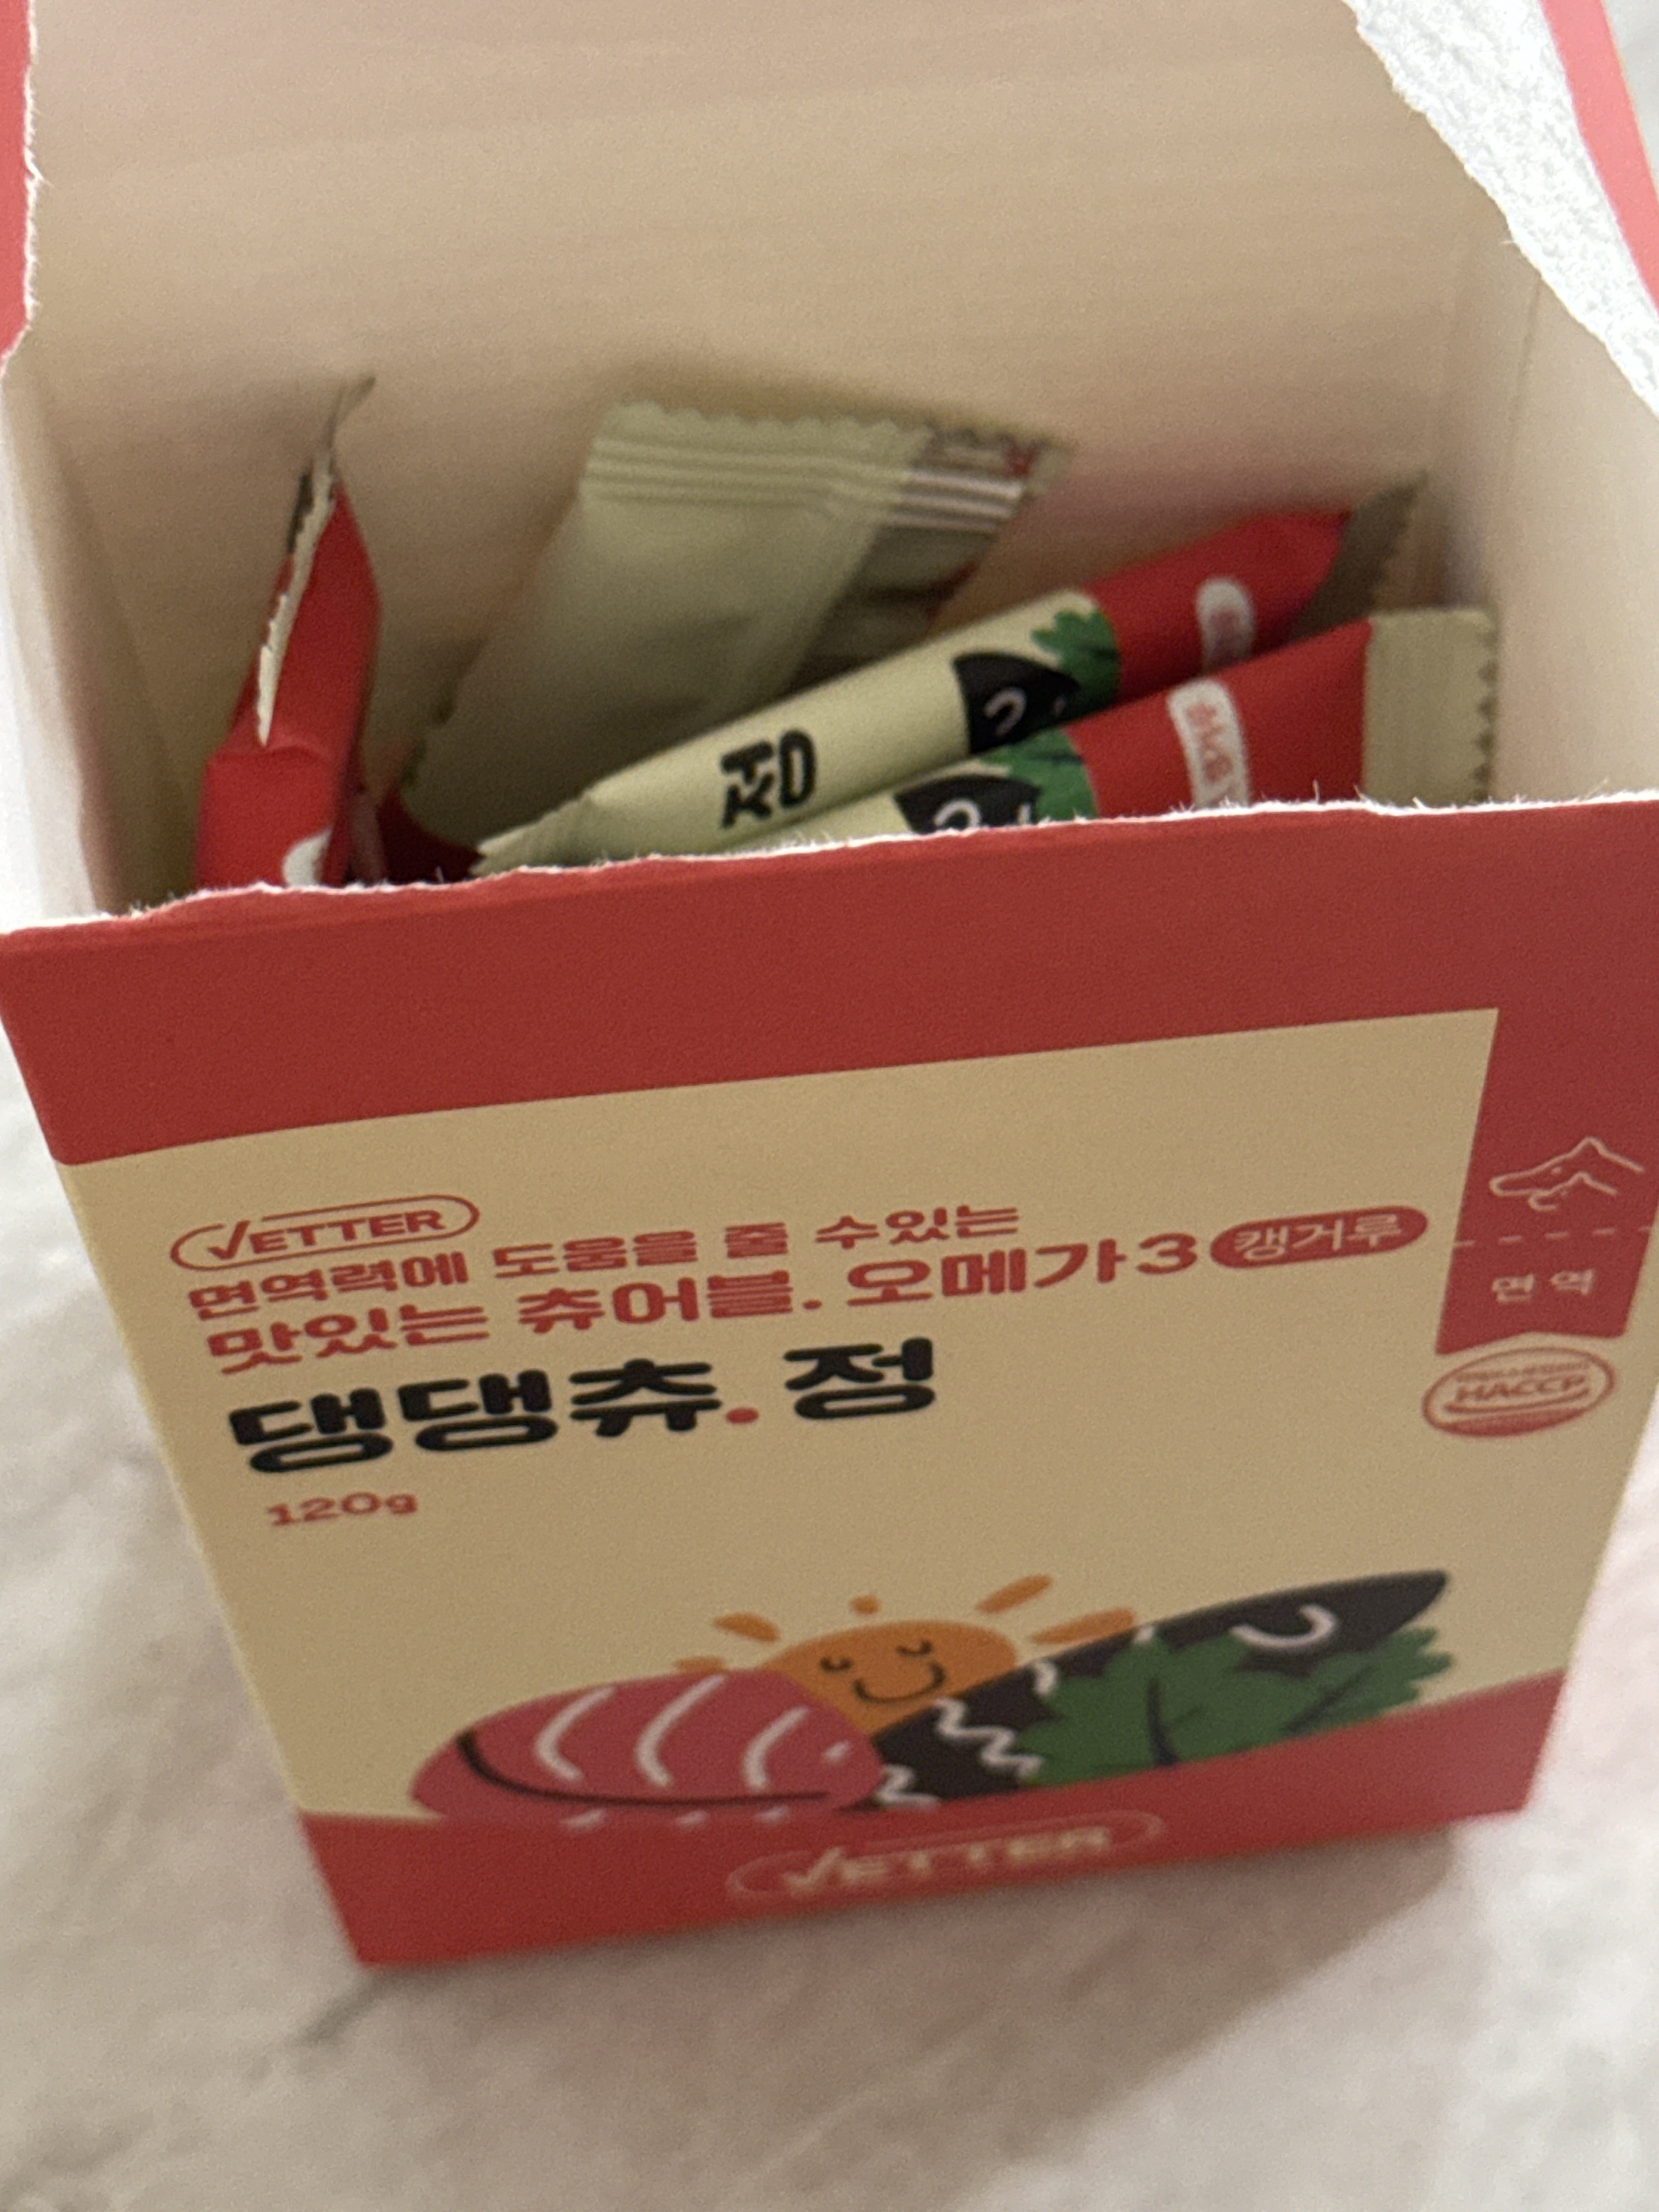 정
VETTER
면역력에 도움을 줄 수있는
맛있는 츄어블. 오메가3 캥거루
댕댕츄. 정
120g
면역
HACCP
VETTER